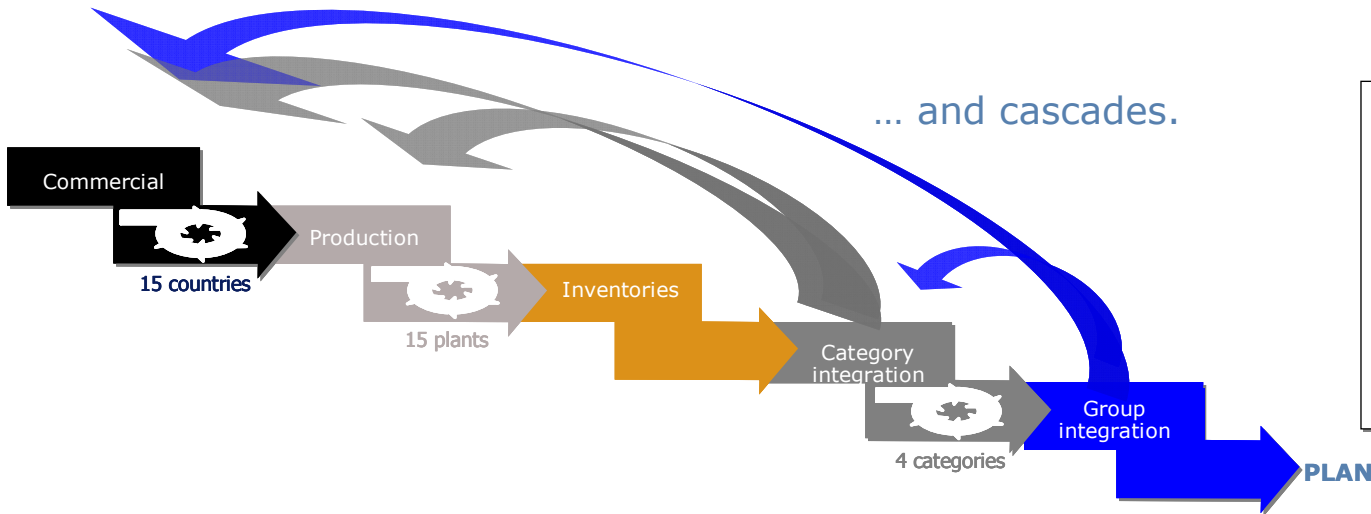 ... and cascades.
Commercial
15 countries
Production
15 plants
Inventories
Category
integration
4 categories
Group
integration
PLAN